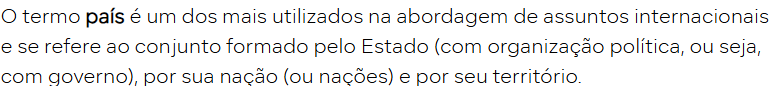 O termo país é um dos mais utilizados na abordagem de assuntos internacionais
e se refere ao conjunto formado pelo Estado (com organização política, ou seja,
com governo), por sua nação (ou nações) e por seu território.